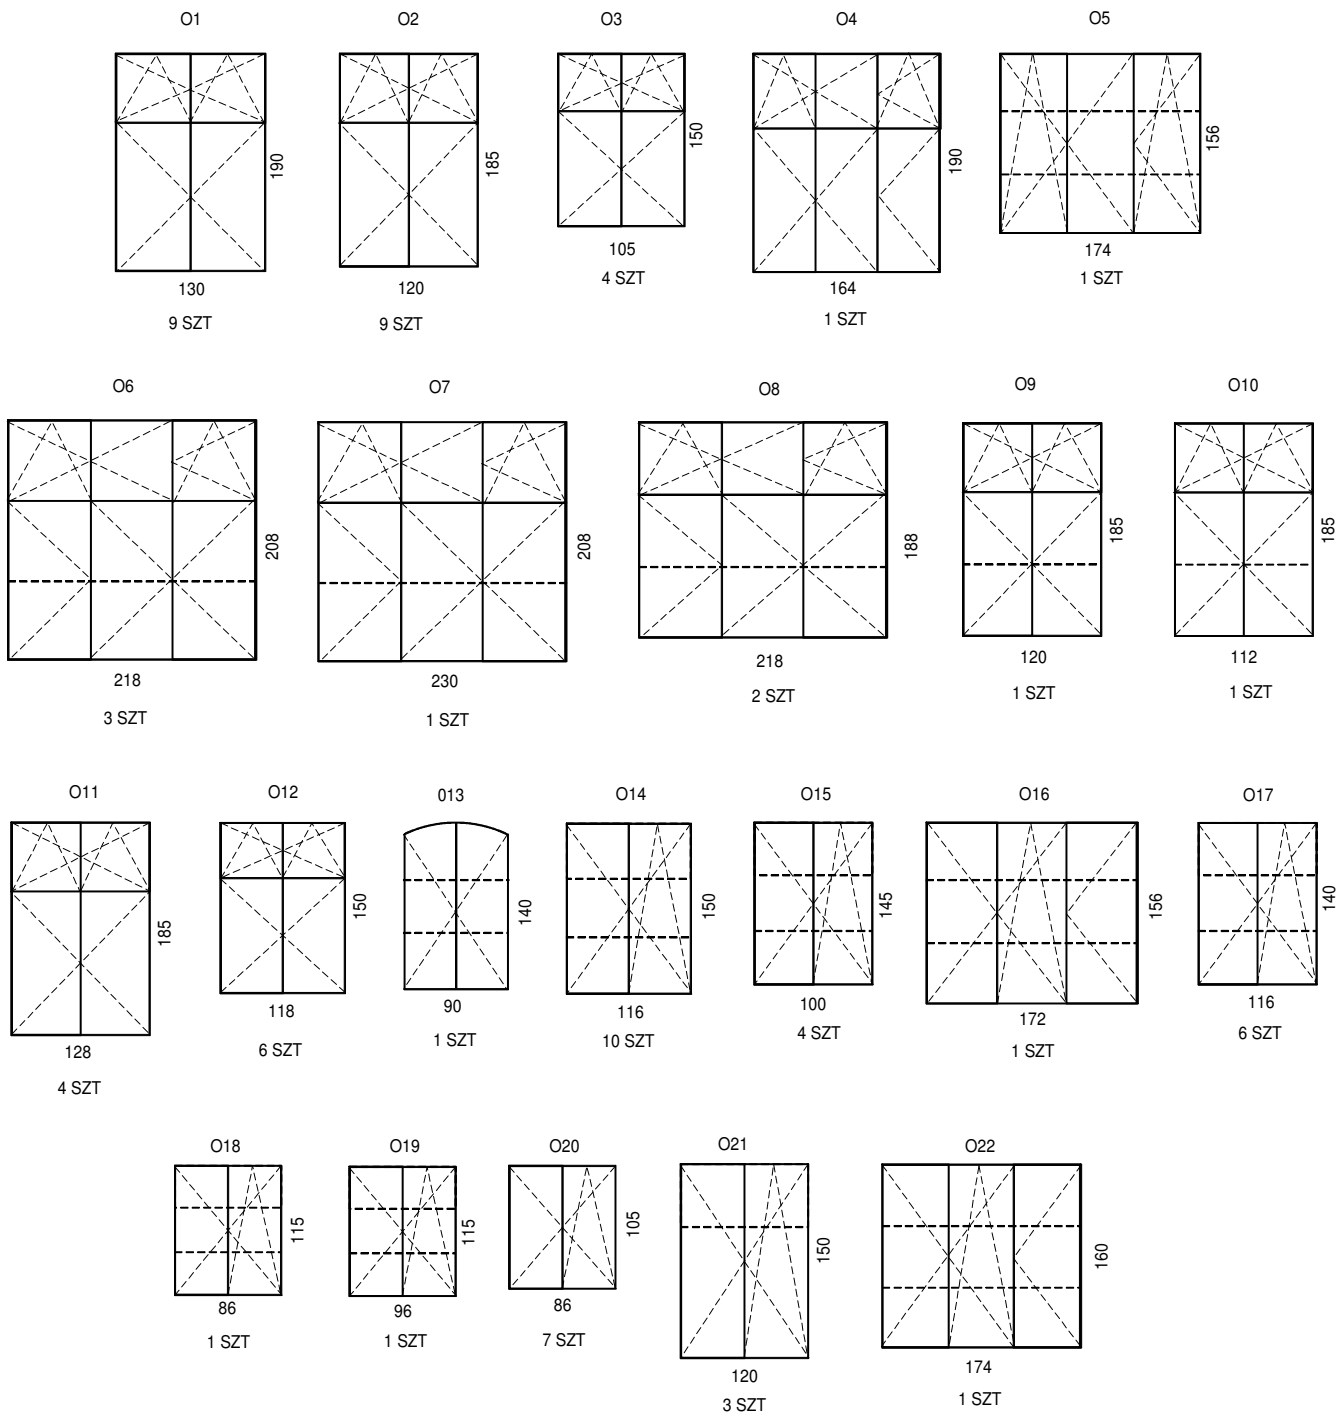 O1
O2
O3
O4
O5
190
185
150
190
156
130
9 SZT
120
9 SZT
105
4 SZT
164
1 SZT
174
1 SZT
O6
O7
O8
O9
O10
208
208
188
185
185
218
3 SZT
230
1 SZT
218
2 SZT
120
1 SZT
112
1 SZT
O11
O12
013
O14
O15
O16
O17
185
150
140
150
145
156
140
128
4 SZT
118
6 SZT
90
1 SZT
116
10 SZT
100
4 SZT
172
1 SZT
116
6 SZT
O18
O19
O20
O21
O22
115
115
105
150
160
86
1 SZT
96
1 SZT
86
7 SZT
120
3 SZT
174
1 SZT